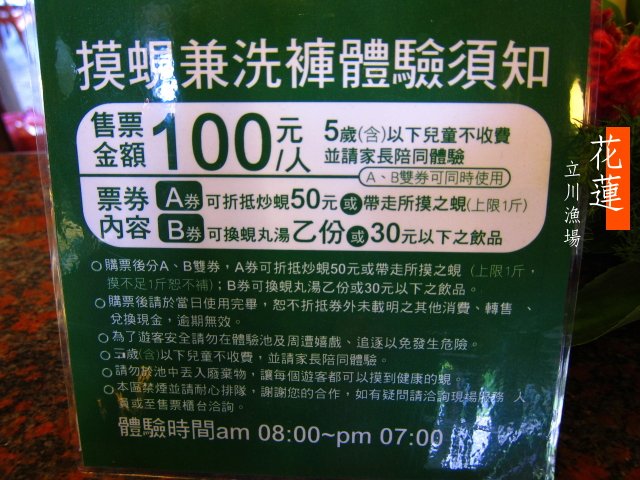 摸蜆兼洗褲體驗須知
售票金額 100元/人 5歲(含)以下兒童不收費
並請家長陪同體驗
A、B雙券可同時使用
票券內容 A券 可折抵炒蜆50元 或 帶走所摸之蜆(上限1斤)
B券 可換蜆丸湯乙份 或 30元以下之飲品
○購票後分A、B雙券，A券可折抵炒蜆50元或帶走所摸之蜆（上限1斤，
摸不足1斤恕不補）；B券可換蜆丸湯乙份或30元以下之飲品。
○購票後請於當日使用完畢，恕不折抵券外未載明之其他消費、轉售、
兌換現金，逾期無效。
○為了遊客安全請勿在體驗池及周遭嬉戲、追逐以免發生危險。
○五歲(含)以下兒童不收費，並請家長陪同體驗。
○請勿於池中丟入廢棄物，讓每個遊客都可以摸到健康的蜆。
○本區禁煙並請耐心排隊，謝謝您的合作，如有疑問請洽詢現場服務 人
員或至售票櫃台洽詢。
體驗時間am 08:00~pm 07:00
花蓮
立川漁場